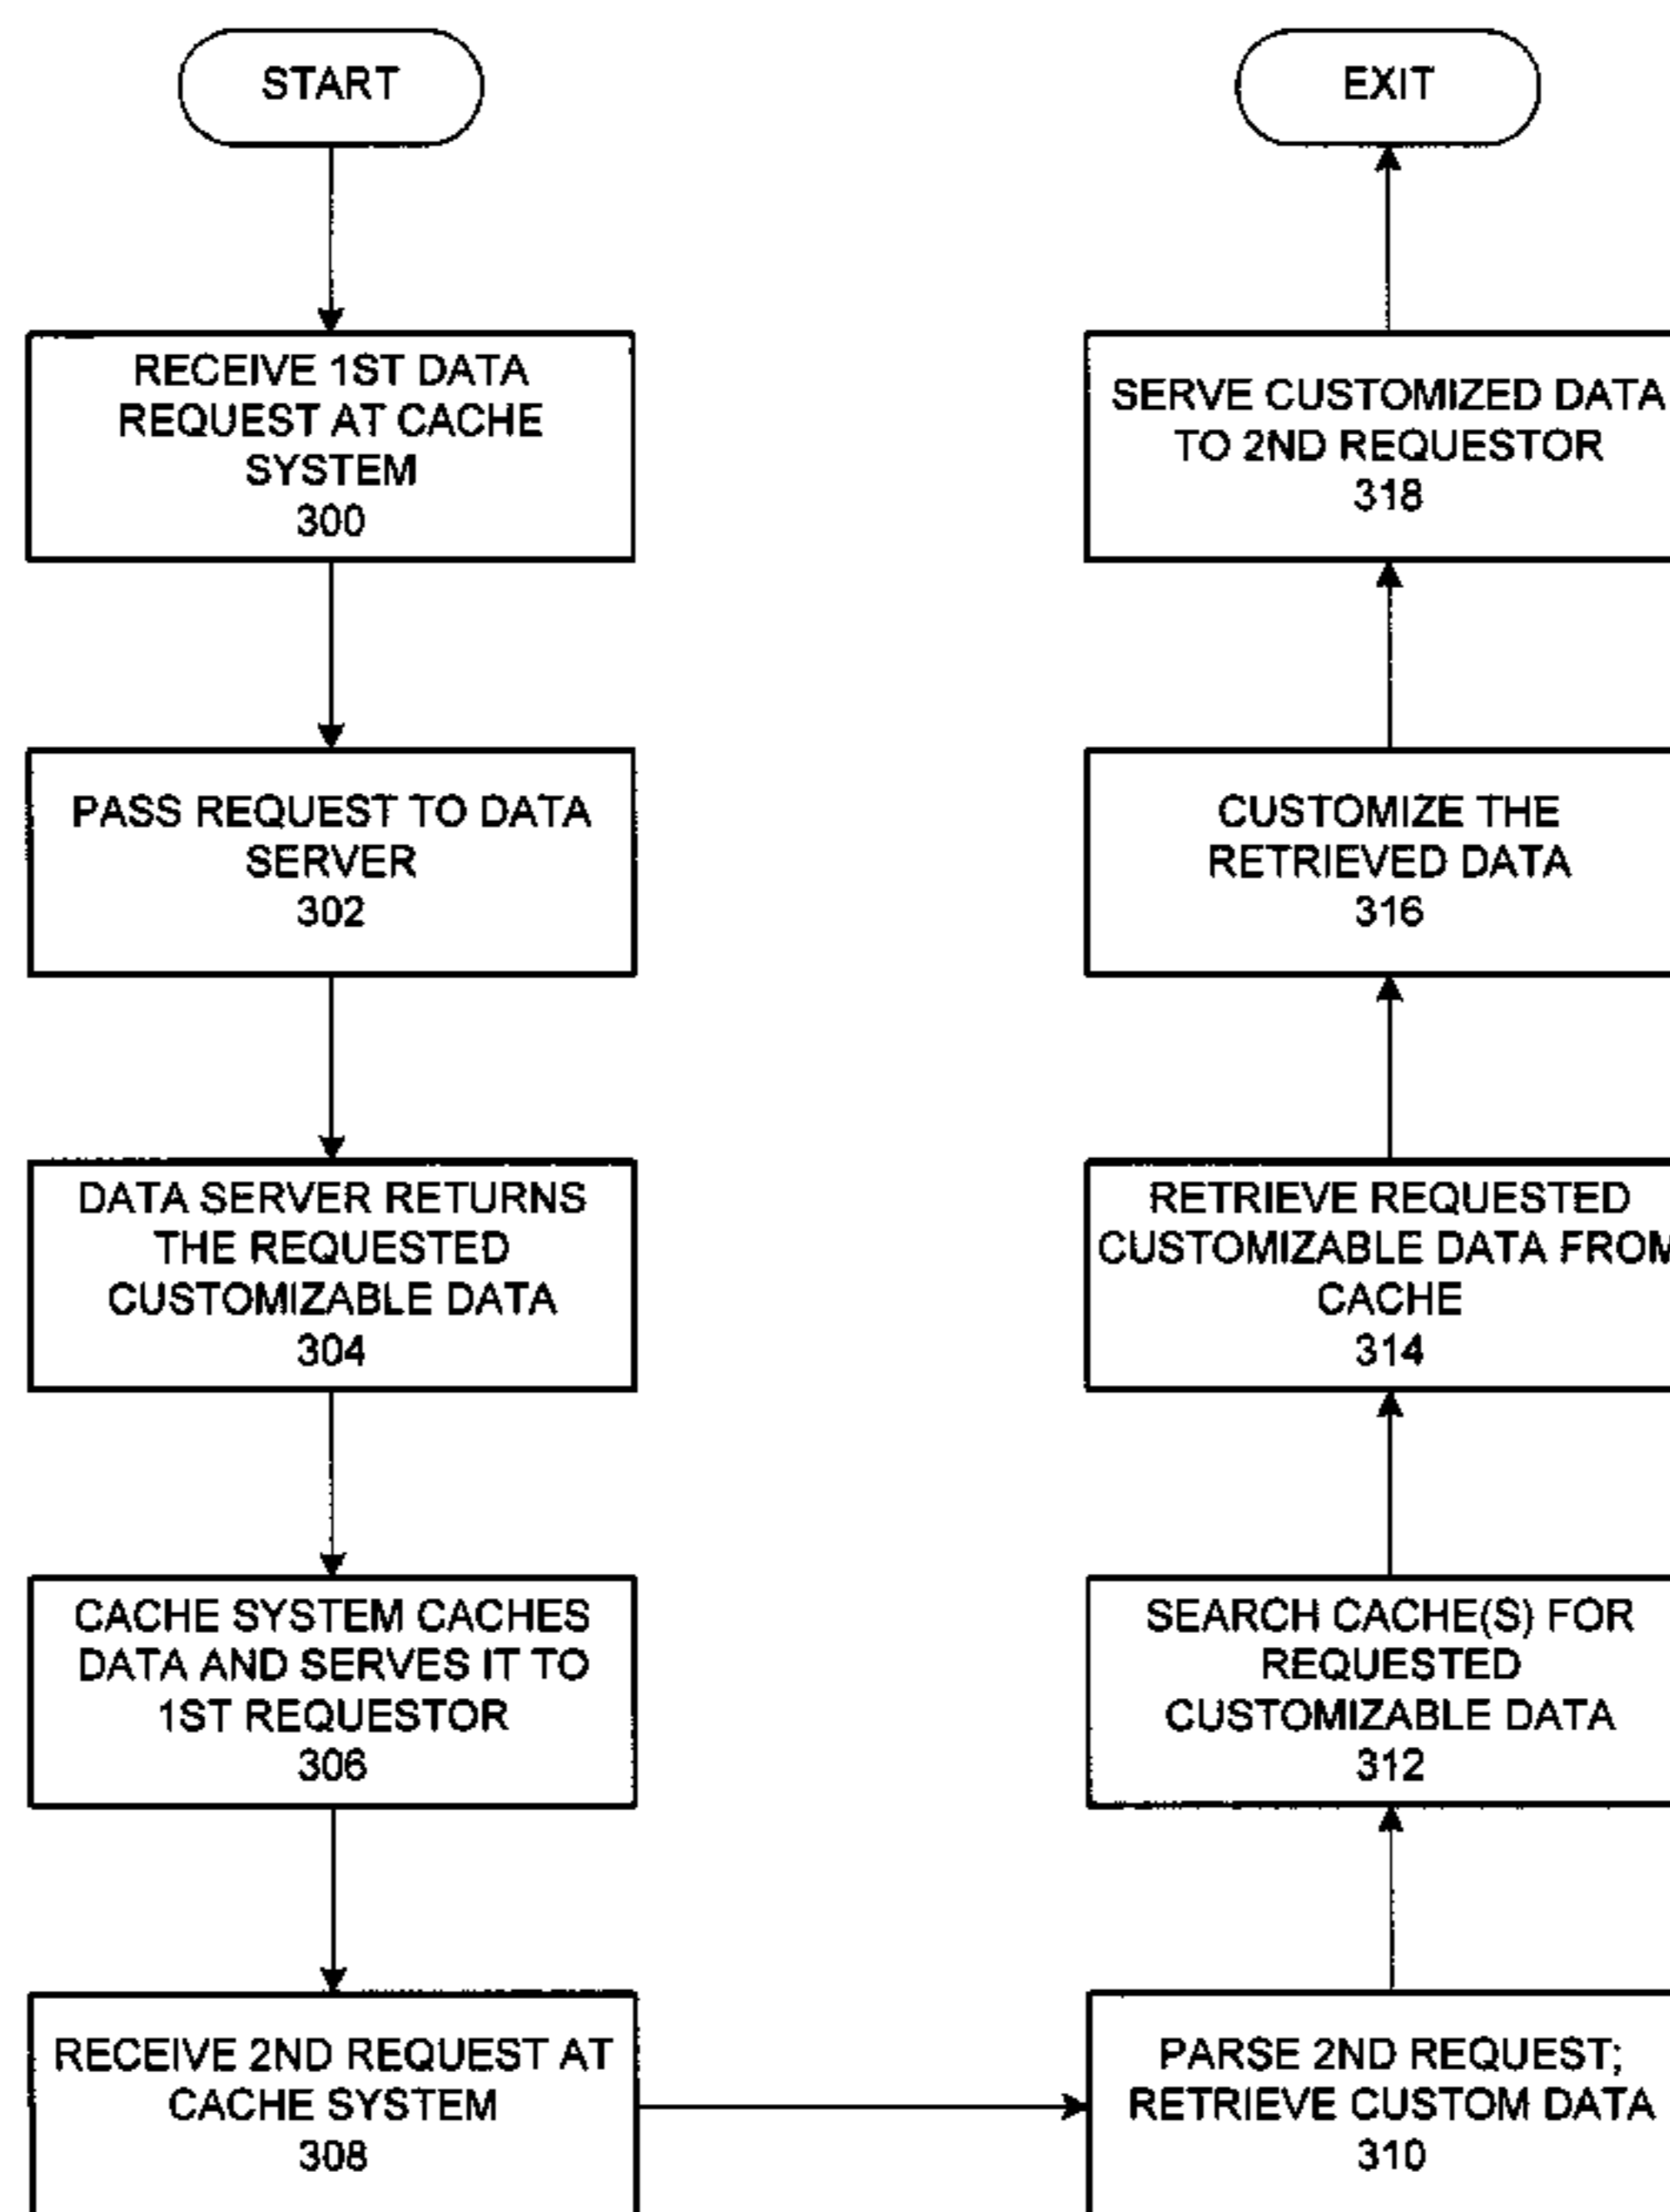 START
RECEIVE 1ST DATA
REQUEST AT CACHE
SYSTEM
300
PASS REQUEST TO DATA
SERVER
302
DATA SERVER RETURNS
THE REQUESTED
CUSTOMIZABLE DATA
304
CACHE SYSTEM CACHES
DATA AND SERVES IT TO
1ST REQUESTOR
306
RECEIVE 2ND REQUEST AT
CACHE SYSTEM
308
PARSE 2ND REQUEST;
RETRIEVE CUSTOM DATA
310
SEARCH CACHE(S) FOR
REQUESTED
CUSTOMIZABLE DATA
312
RETRIEVE REQUESTED
CUSTOMIZABLE DATA FROM
CACHE
314
CUSTOMIZE THE
RETRIEVED DATA
316
SERVE CUSTOMIZED DATA
TO 2ND REQUESTOR
318
EXIT